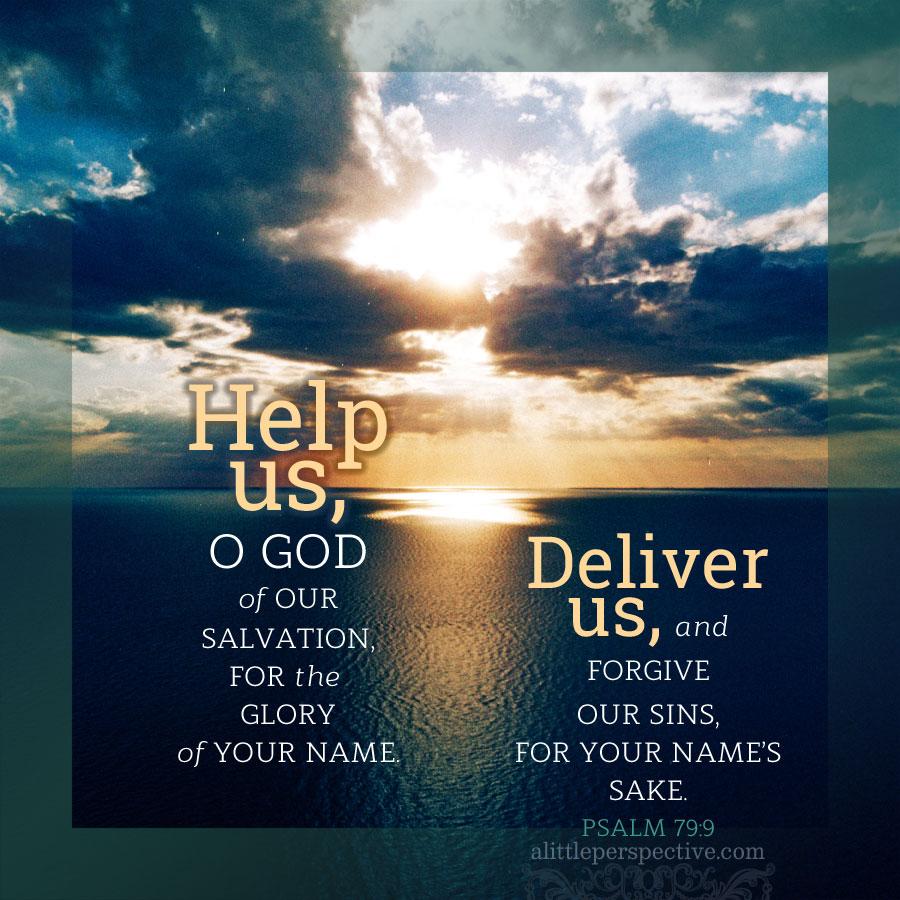 Help
us,
O GOD
of OUR
SALVATION,
FOR the
GLORY
of YOUR NAME.
Deliver
us, and
FORGIVE
OUR SINS,
FOR YOUR NAME’S
SAKE.
PSALM 79:9
alittleperspective.com